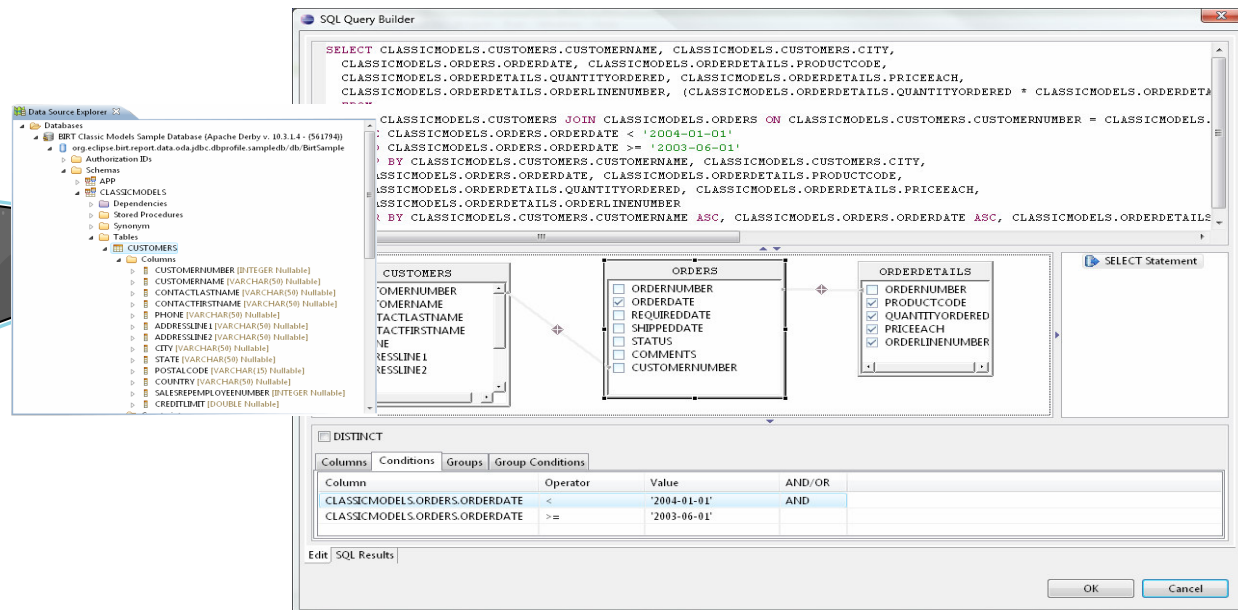 SQL Query Builder
SELECT CLASSICMODELS.CUSTOMERS.CUSTOMERNAME, CLASSICMODELS.CUSTOMERS.CITY,
CLASSICMODELS.ORDERS.ORDERDATE, CLASSICMODELS.ORDERDETAILS.PRODUCTCODE,
CLASSICMODELS.ORDERDETAILS.QUANTITYORDERED, CLASSICMODELS.ORDERDETAILS.PRICEEACH,
CLASSICMODELS.ORDERDETAILS.ORDERLINENUMBER, (CLASSICMODELS.ORDERDETAILS.QUANTITYORDERED * CLASSICMODELS.ORDERDETA
FROM
CLASSICMODELS.CUSTOMERS JOIN CLASSICMODELS.ORDERS ON CLASSICMODELS.CUSTOMERS.CUSTOMERNUMBER = CLASSICMODELS.
CLASSICMODELS.ORDERS.ORDERDATE < '2004-01-01'
CLASSICMODELS.ORDERS.ORDERDATE >= '2003-06-01'
BY CLASSICMODELS.CUSTOMERS.CUSTOMERNAME, CLASSICMODELS.CUSTOMERS.CITY,
ASSICMODELS.ORDERS.ORDERDATE, CLASSICMODELS.ORDERDETAILS.PRODUCTCODE,
ASSICMODELS.ORDERDETAILS.QUANTITYORDERED, CLASSICMODELS.ORDERDETAILS.PRICEEACH,
ASSICMODELS.ORDERDETAILS.ORDERLINENUMBER
R BY CLASSICMODELS.CUSTOMERS.CUSTOMERNAME ASC, CLASSICMODELS.ORDERS.ORDERDATE ASC, CLASSICMODELS.ORDERDETAILS
Data Source Explorer
Databases
BIRT Classic Models Sample Database (Apache Derby v. 10.3.1.4 - (561794))
org.eclipse.birt.report.data.oda.jdbc.dbprofile.sampledb/db/BirtSample
Authorization IDs
Schemas
APP
CLASSICMODELS
Dependencies
Stored Procedures
Synonym
Tables
CUSTOMERS
Columns
CUSTOMERNUMBER [INTEGER Nullable]
CUSTOMERNAME [VARCHAR(50) Nullable]
CONTACTLASTNAME [VARCHAR(50) Nullable]
CONTACTFIRSTNAME [VARCHAR(50) Nullable]
PHONE [VARCHAR(50) Nullable]
ADDRESSLINE1 [VARCHAR(50) Nullable]
ADDRESSLINE2 [VARCHAR(50) Nullable]
CITY [VARCHAR(50) Nullable]
STATE [VARCHAR(50) Nullable]
POSTALCODE [VARCHAR(15) Nullable]
COUNTRY [VARCHAR(50) Nullable]
SALESREPEMPLOYEENUMBER [INTEGER Nullable]
CREDITLIMIT [DOUBLE Nullable]
CUSTOMERS
TOMERNUMBER
TOMERNAME
TACTLASTNAME
TACTFIRSTNAME
NE
RESSLINE1
RESSLINE2
ORDERS
ORDERNUMBER
ORDERDATE
REQUIREDDATE
SHIPPEDDATE
STATUS
COMMENTS
CUSTOMERNUMBER
ORDERDETAILS
ORDERNUMBER
PRODUCTCODE
QUANTITYORDERED
PRICEEACH
ORDERLINENUMBER
SELECT Statement
DISTINCT
Columns Conditions Groups Group Conditions
Column Operator Value AND/OR
CLASSICMODELS.ORDERS.ORDERDATE < '2004-01-01' AND
CLASSICMODELS.ORDERS.ORDERDATE >= '2003-06-01'
Edit SQL Results
OK Cancel